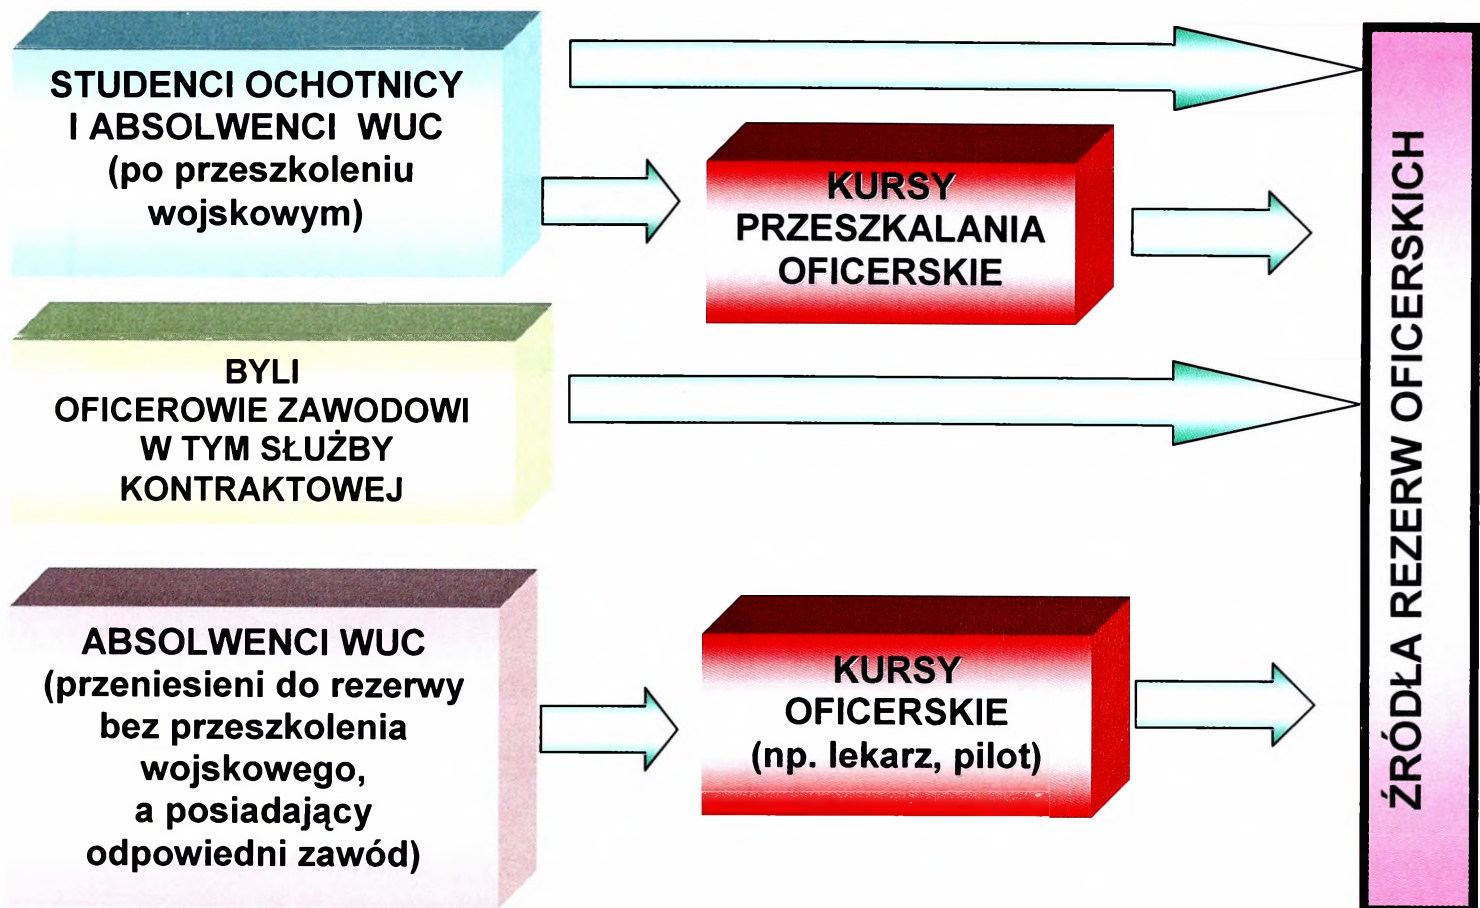 STUDENCI OCHOTNICY
I ABSOLWENCI WUC
(po przeszkoleniu
wojskowym)
KURSY
PRZESZKALANIA
OFICERSKIE
BYLI
OFICEROWIE ZAWODOWI
W TYM SŁUŻBY
KONTRAKTOWEJ
ABSOLWENCI WUC
(przeniesieni do rezerwy
bez przeszkolenia
wojskowego,
a posiadający
odpowiedni zawód)
KURSY
OFICERSKIE
(np. lekarz, pilot)
ŹRÓDŁA REZERW OFICERSKICH